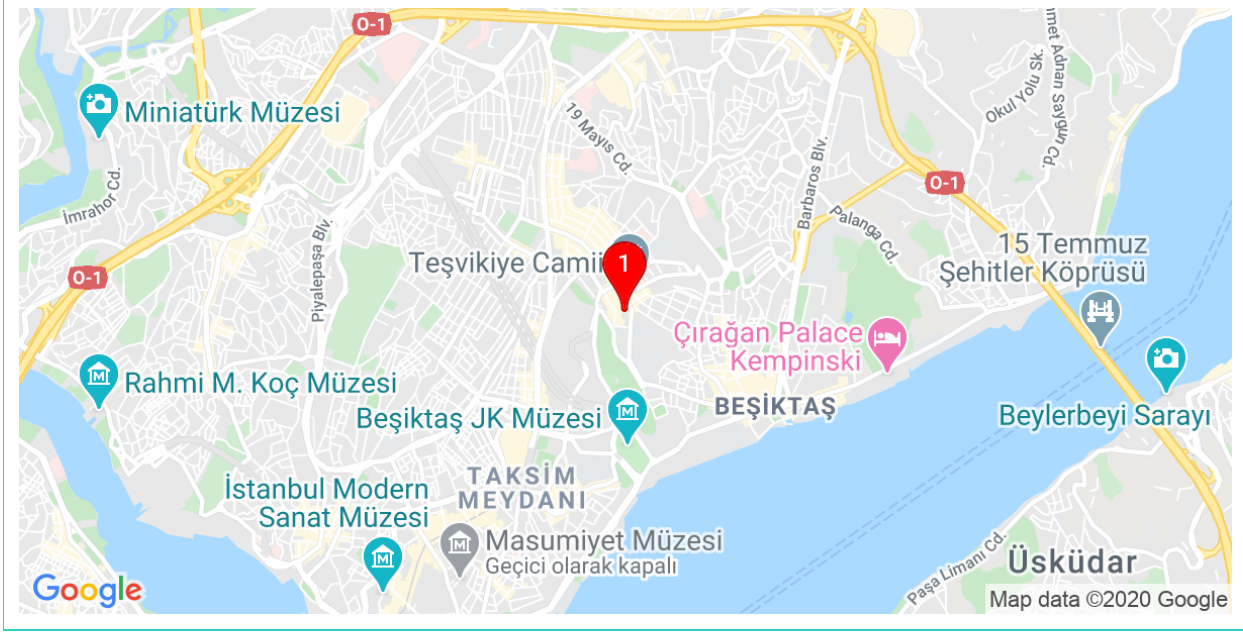 O-1
Miniatürk Müzesi
19 Mayıs Cd.
Okul Yolu Sk.
met Adnan Saygun Cd.
İmrahor Cd.
Barbaros Blv.
O-1
Palanga Cd.
Piyalepaşa Blv.
15 Temmuz
Şehitler Köprüsü
Teşvikiye Camii
1
O-1
Çırağan Palace
Kempinski
Rahmi M. Koç Müzesi
Beşiktaş JK Müzesi
BEŞİKTAŞ
Beylerbeyi Sarayı
TAKSİM
MEYDANI
İstanbul Modern
Sanat Müzesi
Masumiyet Müzesi
Geçici olarak kapalı
Paşa Limanı Cd.
Üsküdar
Google
Map data ©2020 Google